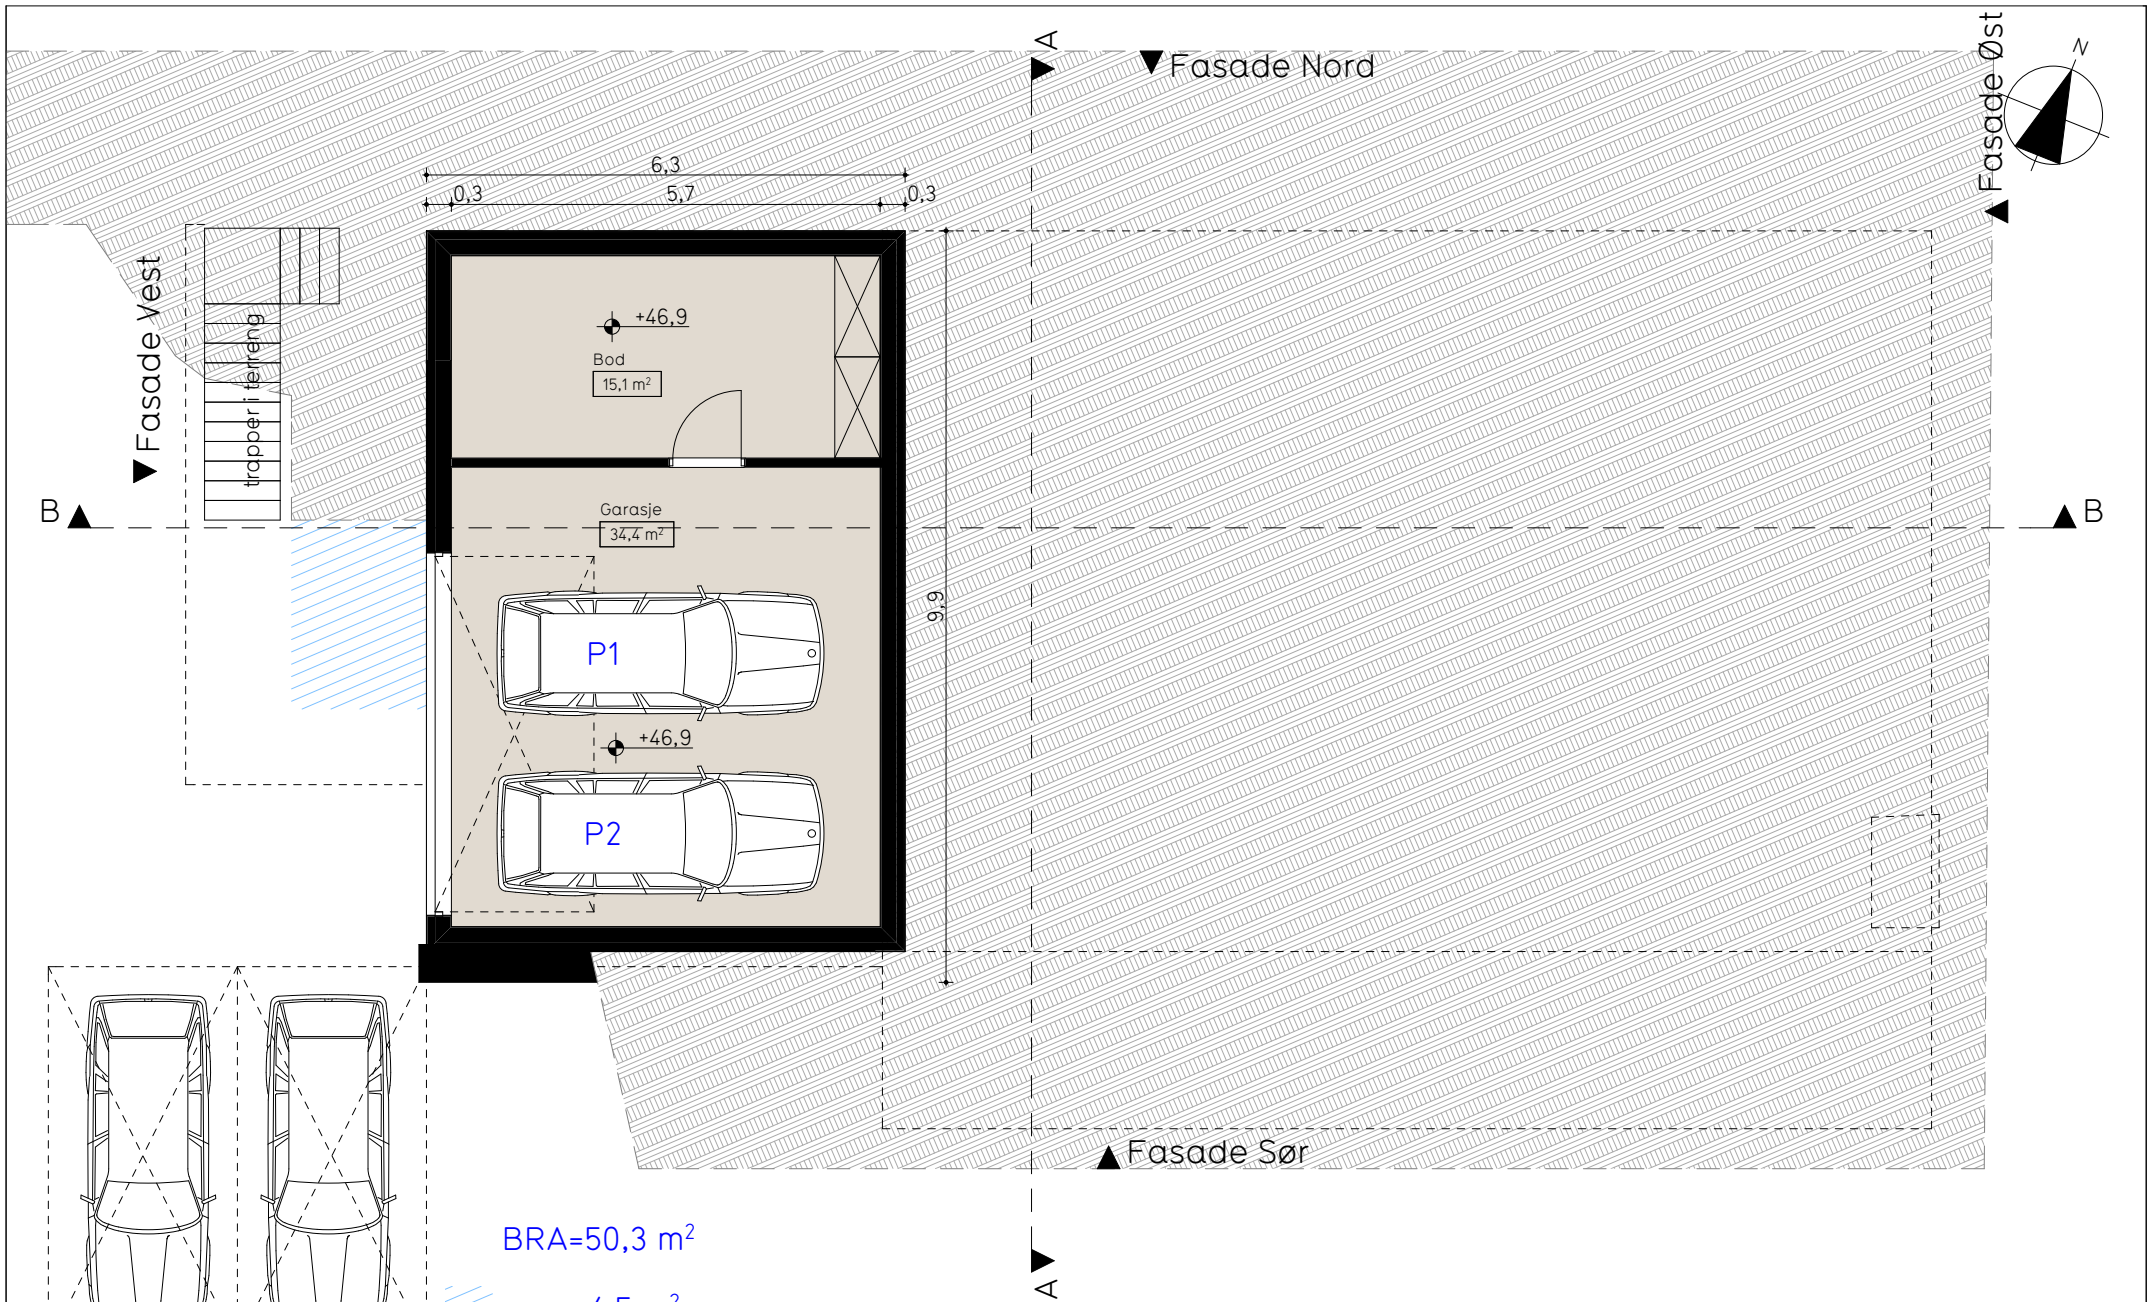 A
Fasade Nord
Fasade Øst
N
6,3
0,3
5,7
0,3
Fasade Vest
trapper i terreng
+46,9
Bod
15,1 m²
B
Garasje
34,4 m²
B
9,9
P1
+46,9
P2
Fasade Sør
BRA=50,3 m²
A